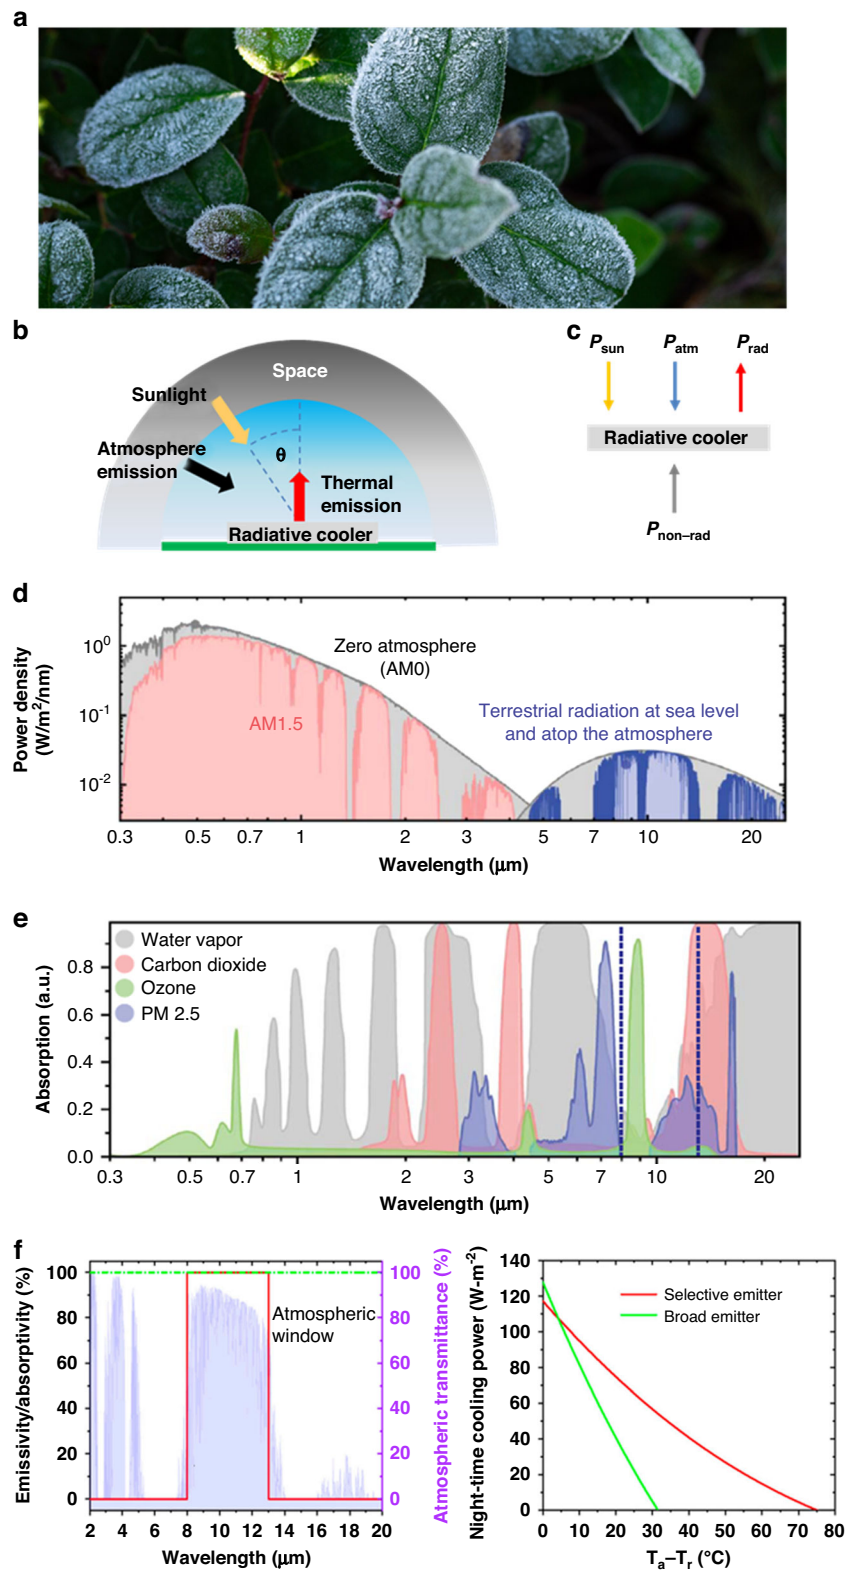 a
b
Space
Sunlight
Atmosphere
emission
θ
Thermal
emission
Radiative cooler
c
Psun
Patm
Prad
Radiative cooler
Pnon–rad
d
Power density
(W/m²/nm)
10⁰
10⁻¹
10⁻²
Zero atmosphere
(AM0)
AM1.5
Terrestrial radiation at sea level
and atop the atmosphere
0.3 0.5 0.7 1 2 3 5 7 10 20
Wavelength (μm)
e
Absorption (a.u.)
0.8
0.6
0.4
0.2
0.0
Water vapor
Carbon dioxide
Ozone
PM 2.5
0.3 0.5 0.7 1 2 3 5 7 10 20
Wavelength (μm)
f
Emissivity/absorptivity (%)
100
80
60
40
20
0
Atmospheric
window
100
80
60
40
20
0
Atmospheric transmittance (%)
2 4 6 8 10 12 14 16 18 20
Wavelength (μm)
Night-time cooling power (W-m⁻²)
140
120
100
80
60
40
20
0
Selective emitter
Broad emitter
0 10 20 30 40 50 60 70 80
Ta–Tr (°C)